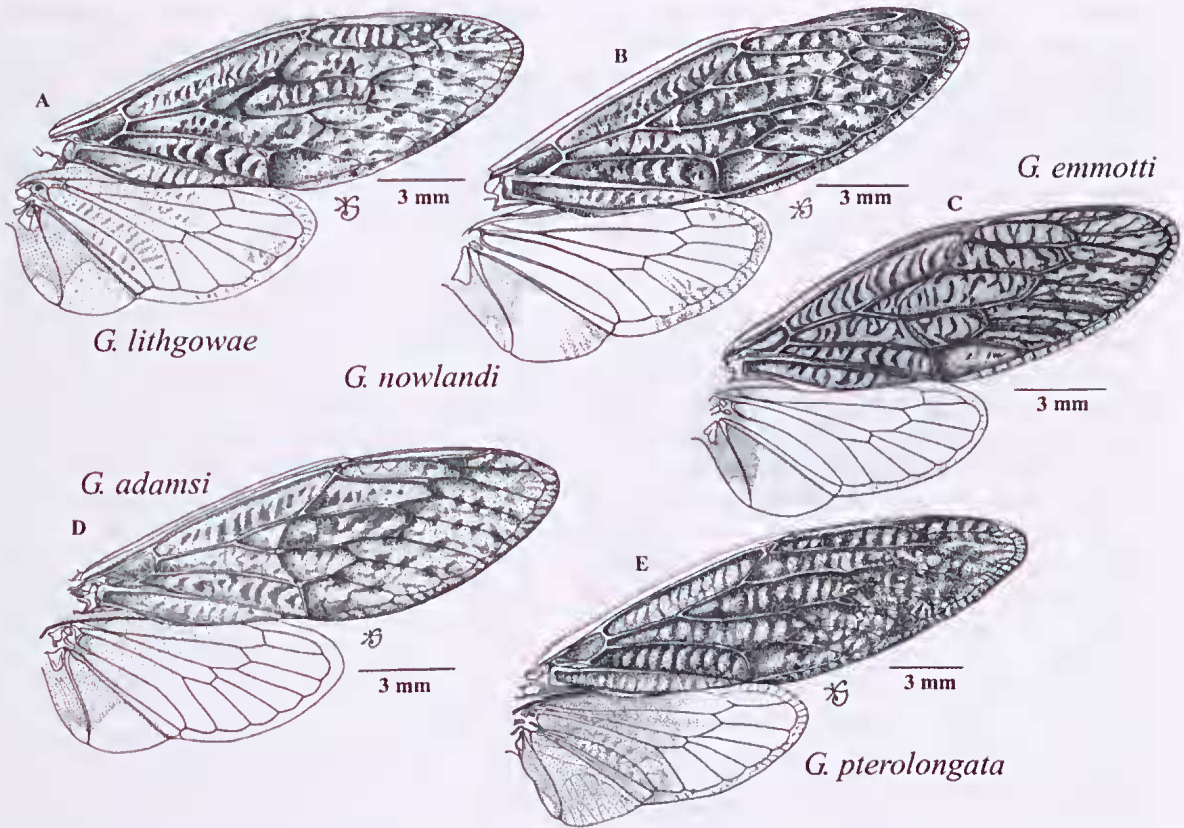 A
3 mm
G. lithgowae
B
3 mm
G. nowlandi
G. emmotti
C
3 mm
G. adamsi
D
3 mm
E
3 mm
G. pterolongata